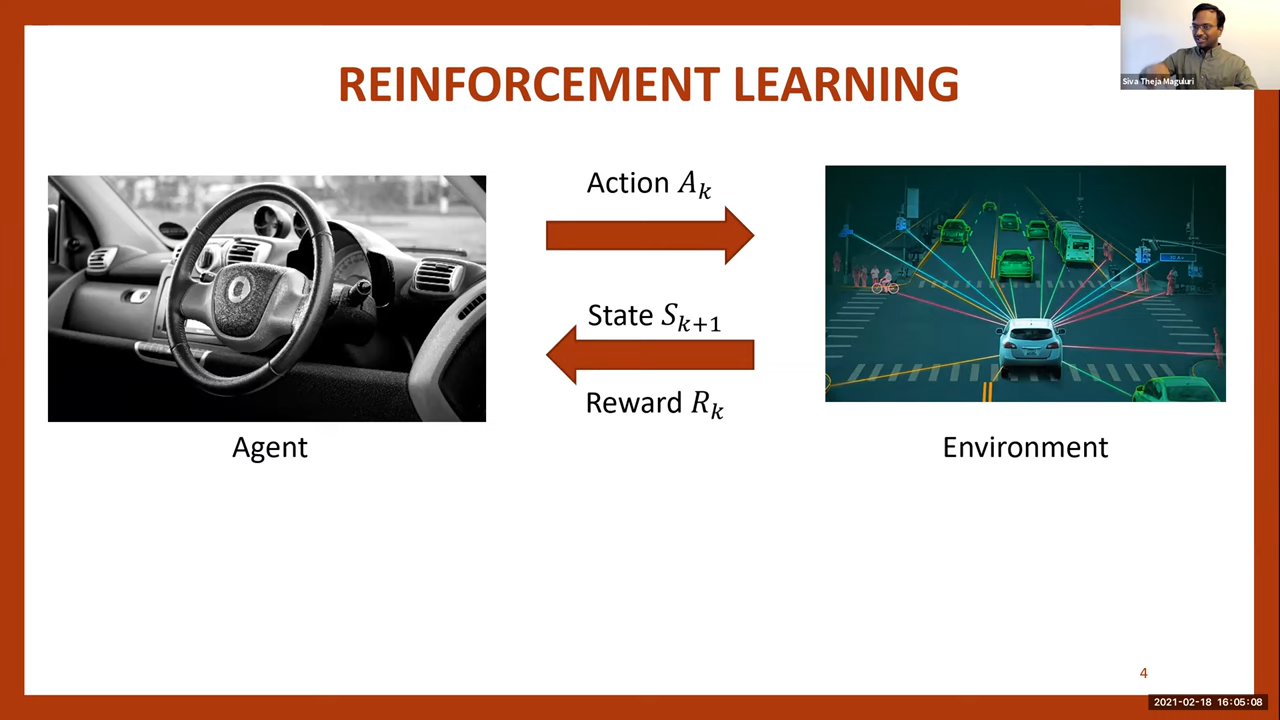 Siva Theja Maguluri
REINFORCEMENT LEARNING
Action A_k
State S_{k+1}
Reward R_k
Agent
Environment
4
2021-02-18 16:05:08